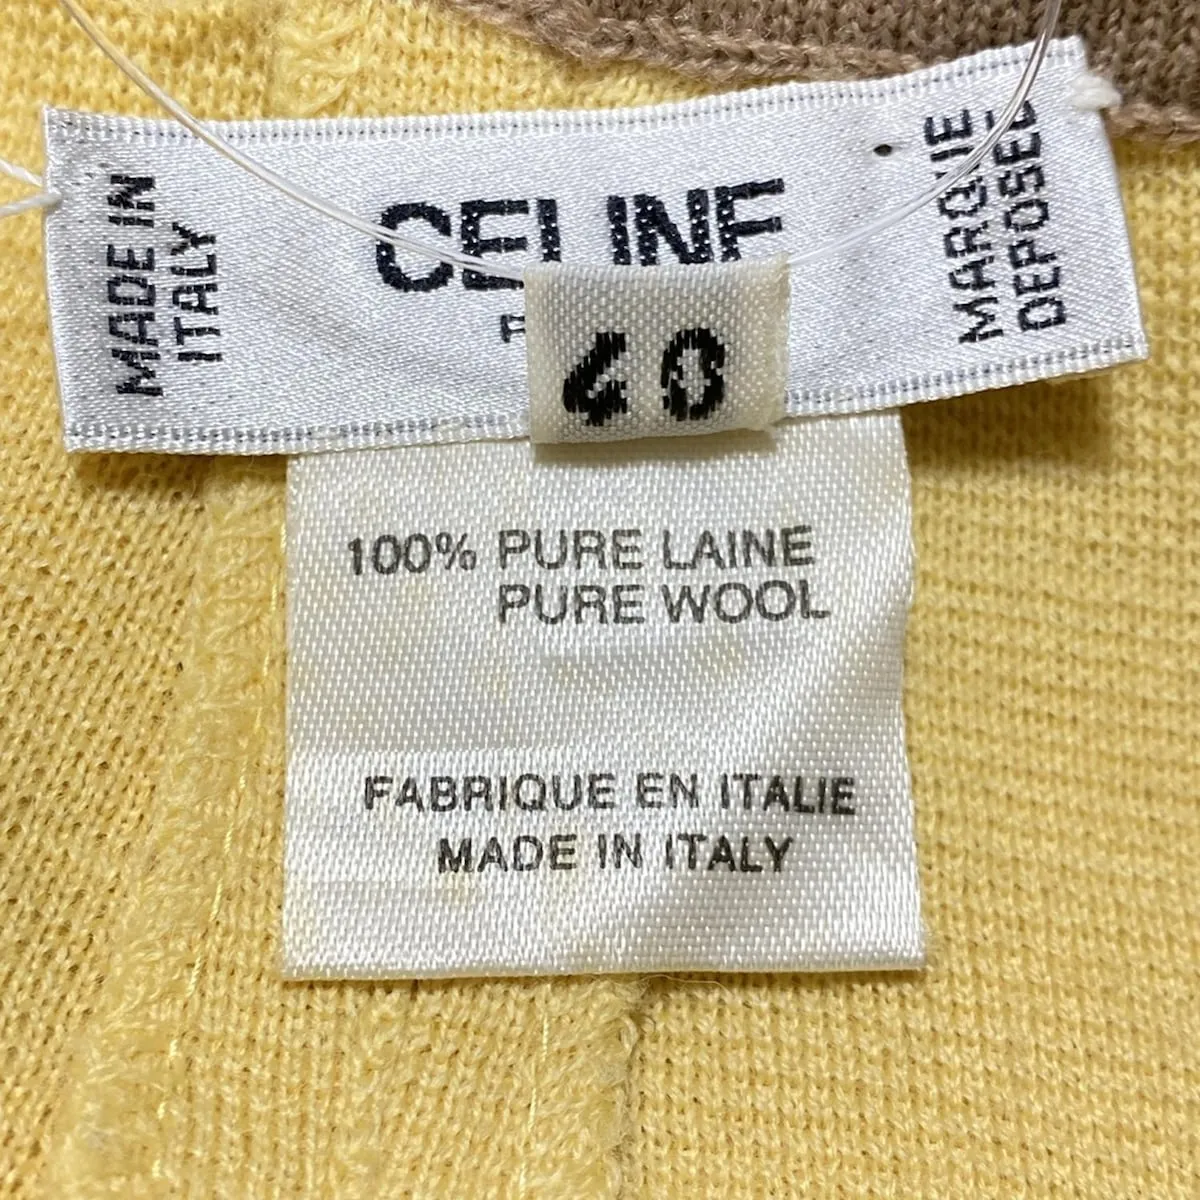 MADE IN
ITALY
CELINE
MARQUE
DEPOSEE
40
100% PURE LAINE
PURE WOOL
FABRIQUE EN ITALIE
MADE IN ITALY